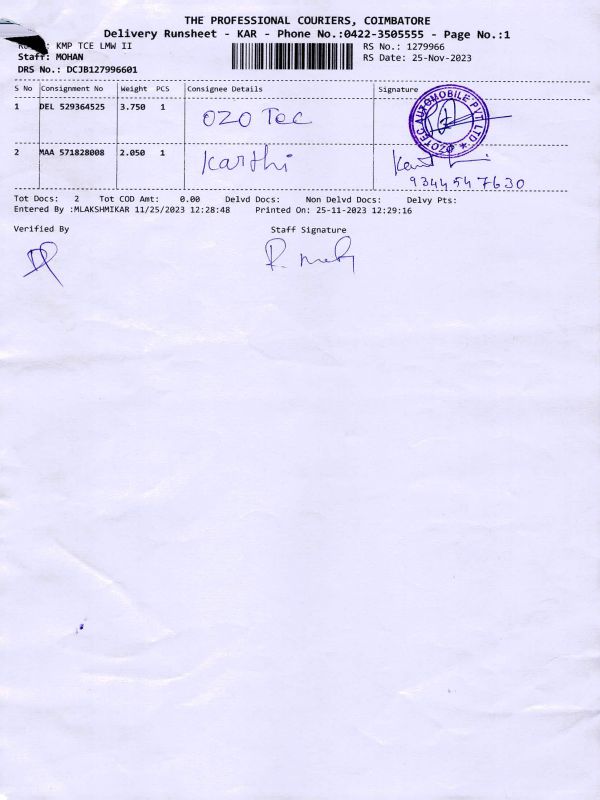 THE PROFESSIONAL COURIERS, COIMBATORE
Delivery Runsheet - KAR - Phone No.:0422-3505555 - Page No.:1
KMP TCE LMW II
RS No.: 1279966
Staff: MOHAN
RS Date: 25-Nov-2023
DRS No.: DCJB127996601
S No Consignment No Weight PCS Consignee Details Signature
1 DEL 529364525 3.750 1 OZO Tec
OZOTEC AUTOMOBILE PVT LTD
2 MAA 571828008 2.050 1 Karthi
9344547630
Tot Docs: 2 Tot COD Amt: 0.00 Delvd Docs: Non Delvd Docs: Delvy Pts:
Entered By :MLAKSHMIKAR 11/25/2023 12:28:48 Printed On: 25-11-2023 12:29:16
Verified By Staff Signature